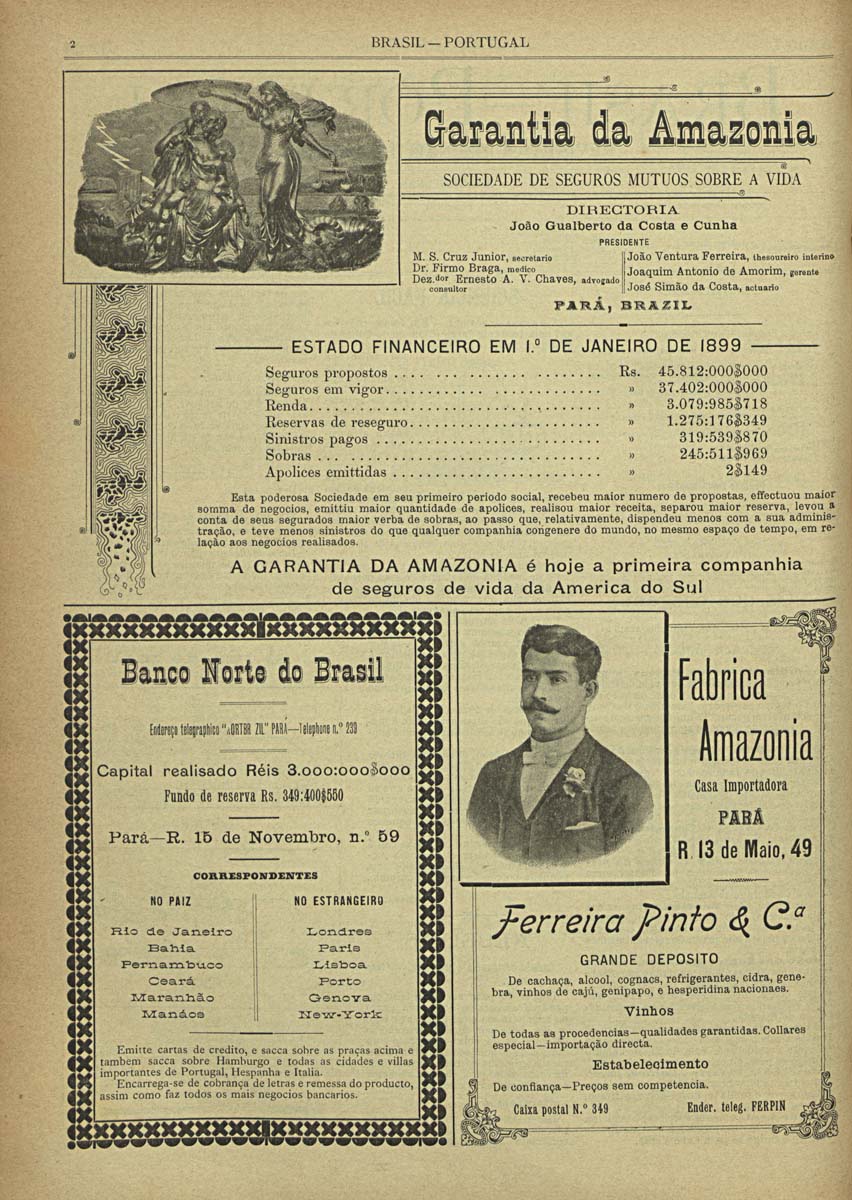 2
BRASIL — PORTUGAL
Garantia da Amazonia
SOCIEDADE DE SEGUROS MUTUOS SOBRE A VIDA
DIRECTORIA
João Gualberto da Costa e Cunha
PRESIDENTE
M. S. Cruz Junior, secretario
Dr. Firmo Braga, medico
Dez.dor Ernesto A. V. Chaves, advogado
consultor
João Ventura Ferreira, thesoureiro interino
Joaquim Antonio de Amorim, gerente
José Simão da Costa, actuario
PARÁ, BRAZIL
ESTADO FINANCEIRO EM 1.º DE JANEIRO DE 1899
Seguros propostos . . . . . . . . . . . . . . . . . . . . Rs. 45.812:000$000
Seguros em vigor . . . . . . . . . . . . . . . . . . . . » 37.402:000$000
Renda . . . . . . . . . . . . . . . . . . . . » 3.079:985$718
Reservas de reseguro . . . . . . . . . . . . . . . . . . . . » 1.275:176$349
Sinistros pagos . . . . . . . . . . . . . . . . . . . . » 319:539$870
Sobras . . . . . . . . . . . . . . . . . . . . » 245:511$969
Apolices emittidas . . . . . . . . . . . . . . . . . . . . » 2$149
Esta poderosa Sociedade em seu primeiro periodo social, recebeu maior numero de propostas, effectuou maior
somma de negocios, emittiu maior quantidade de apolices, realisou maior receita, separou maior reserva, levou a
conta de seus segurados maior verba de sobras, ao passo que, relativamente, dispendeu menos com a sua adminis-
tração, e teve menos sinistros do que qualquer companhia congenere do mundo, no mesmo espaço de tempo, em re-
lação aos negocios realisados.
A GARANTIA DA AMAZONIA é hoje a primeira companhia
de seguros de vida da America do Sul
Banco Norte do Brasil
Endereço telegraphico "NORTBR ZIL" PARÁ—Telephone n.º 239
Capital realisado Réis 3.000:000$000
Fundo de reserva Rs. 349:400$550
Pará—R. 15 de Novembro, n.º 59
CORRESPONDENTES
NO PAIZ
Rio de Janeiro
Bahia
Pernambuco
Ceará
Maranhão
Manáos
NO ESTRANGEIRO
Londres
Paris
Lisboa
Porto
Genova
New-York
Emitte cartas de credito, e sacca sobre as praças acima e
tambem sacca sobre Hamburgo e todas as cidades e villas
importantes de Portugal, Hespanha e Italia.
Encarrega-se de cobrança de letras e remessa do producto,
assim como faz todos os mais negocios bancarios.
Fabrica
Amazonia
Casa Importadora
PARÁ
R. 13 de Maio, 49
Ferreira Pinto & C.ª
GRANDE DEPOSITO
De cachaça, alcool, cognacs, refrigerantes, cidra, gene-
bra, vinhos de cajú, genipapo, e hesperidina nacionaes.
Vinhos
De todas as procedencias—qualidades garantidas. Collares
especial—importação directa.
Estabelecimento
De confiança—Preços sem competencia.
Caixa postal N.º 349 Ender. teleg. FERPIN